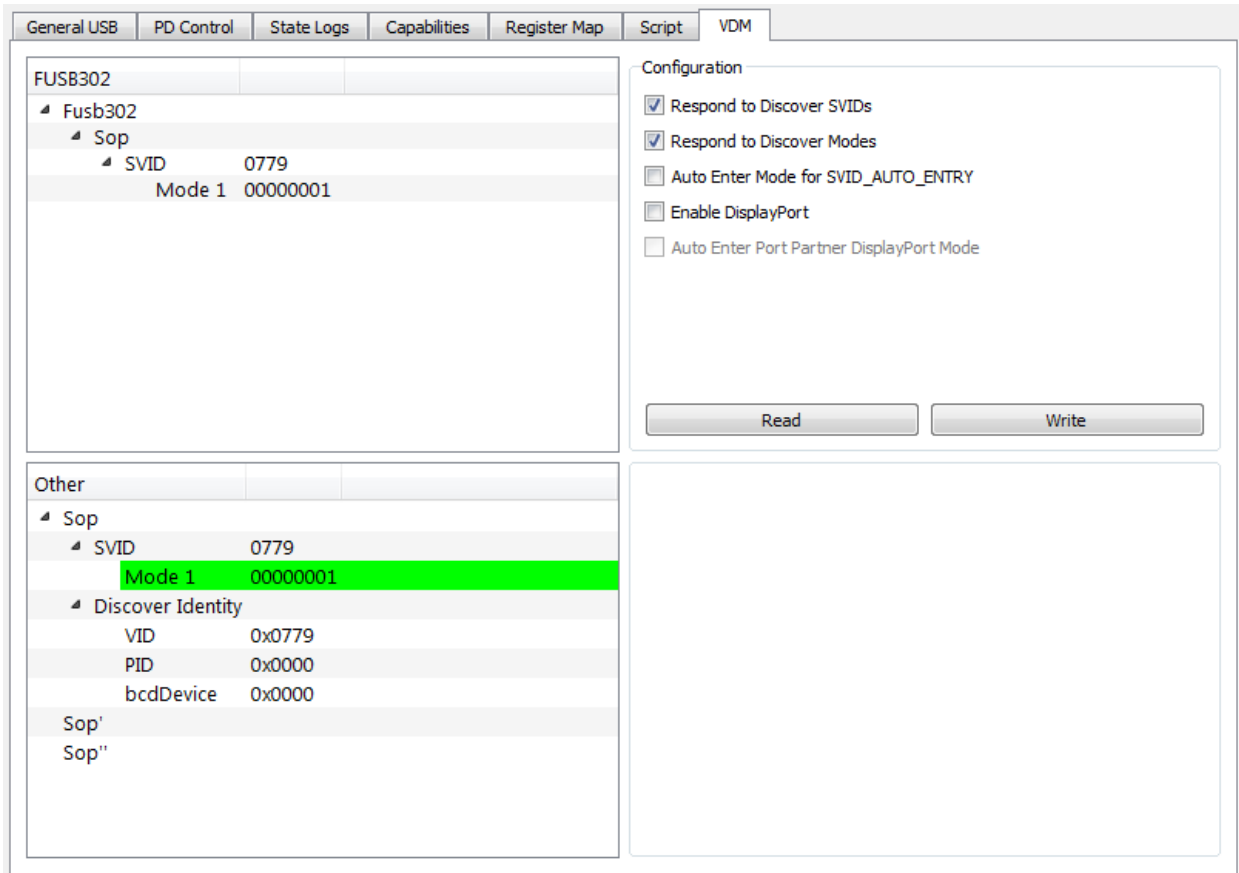 General USB PD Control State Logs Capabilities Register Map Script VDM
FUSB302
Fusb302
Sop
SVID 0779
Mode 1 00000001
Configuration
Respond to Discover SVIDs
Respond to Discover Modes
Auto Enter Mode for SVID_AUTO_ENTRY
Enable DisplayPort
Auto Enter Port Partner DisplayPort Mode
Read Write
Other
Sop
SVID 0779
Mode 1 00000001
Discover Identity
VID 0x0779
PID 0x0000
bcdDevice 0x0000
Sop'
Sop''